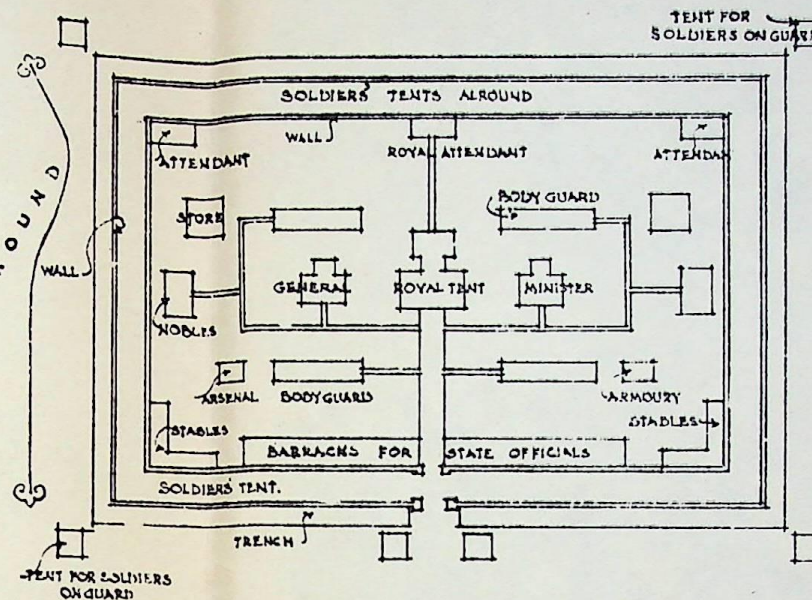 TENT FOR
SOLDIERS ON GUARD
SOLDIERS TENTS ALROUND
WALL
ROYAL ATTENDANT
ATTENDANT
ATTENDAN
OUND
STORE
BODY GUARD
WALL
GENERAL
ROYAL TENT
MINISTER
NOBLES
ARSENAL
BODYGUARD
ARMOURY
STABLES
STABLES
BARRACKS FOR STATE OFFICIALS
SOLDIERS' TENT.
TRENCH
TENT FOR SOLDIERS
ON GUARD